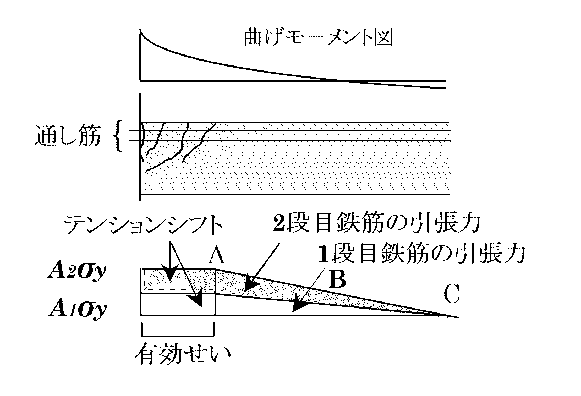 曲げモーメント図
通し筋
テンションシフト
2段目鉄筋の引張力
A
1段目鉄筋の引張力
A2σy
B
C
A1σy
有効せい